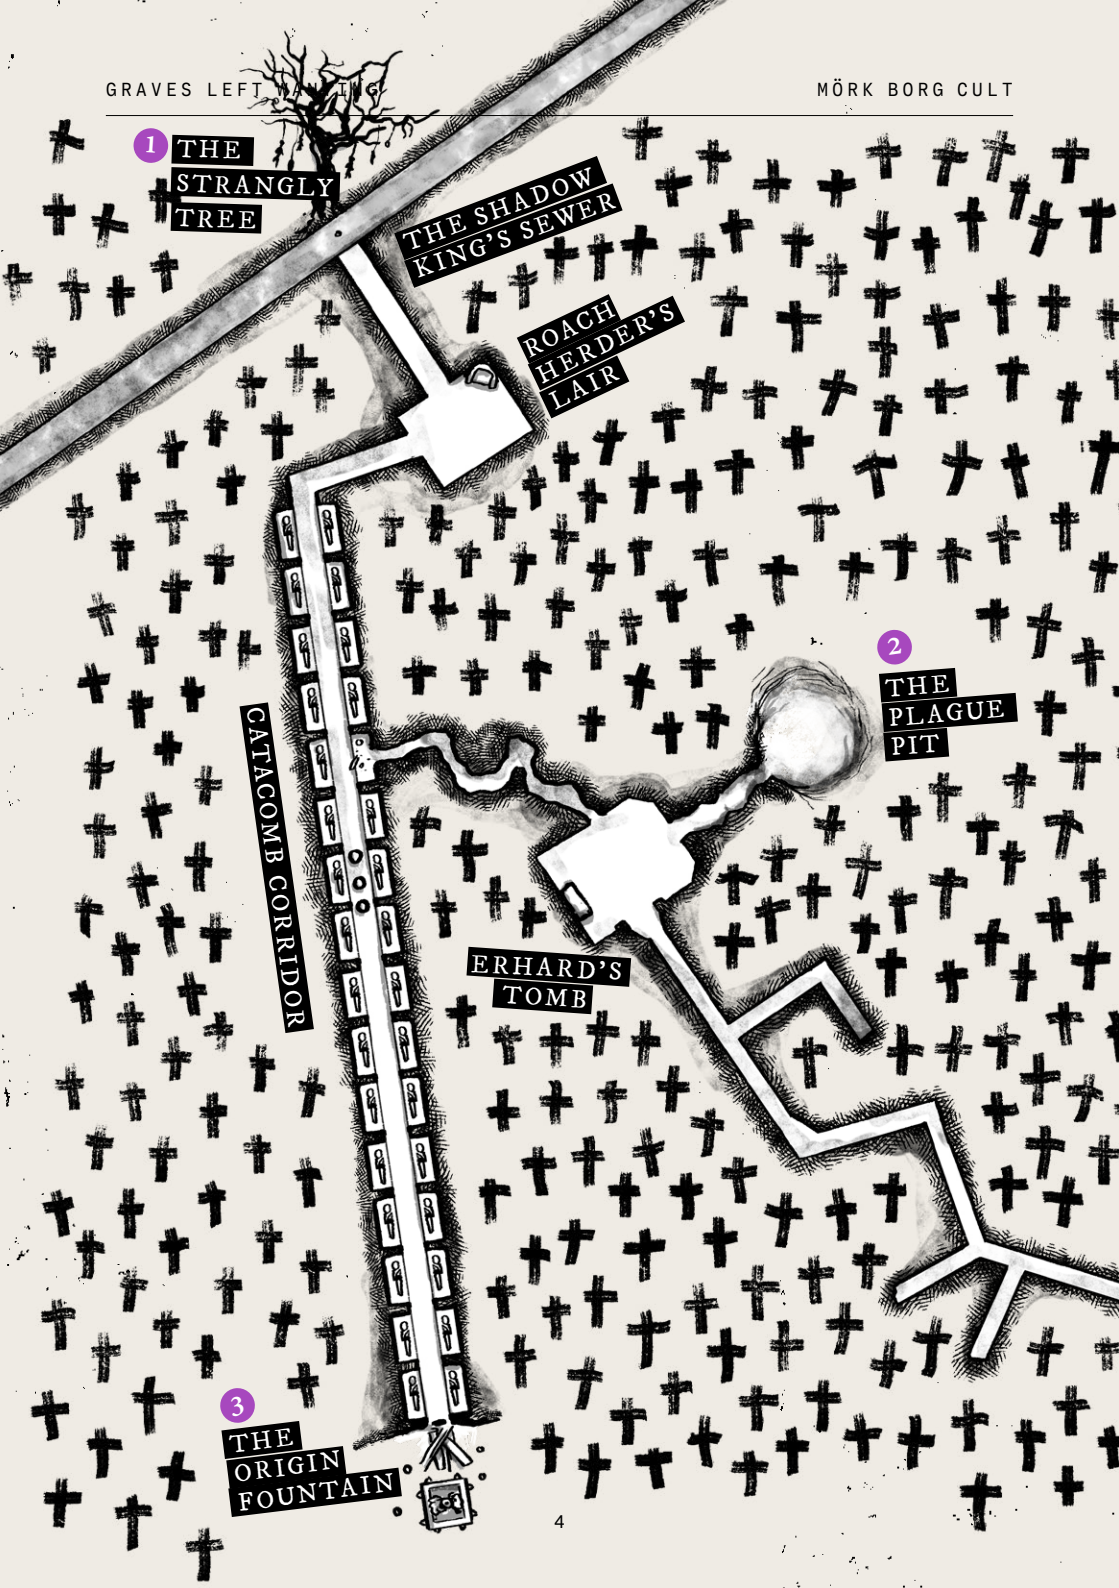 GRAVES LEFT WANTING
MÖRK BORG CULT
1
THE
STRANGLY
TREE
THE SHADOW
KING'S SEWER
ROACH
HERDER'S
LAIR
2
THE
PLAGUE
PIT
CATACOMB CORRIDOR
ERHARD'S
TOMB
3
THE
ORIGIN
FOUNTAIN
4